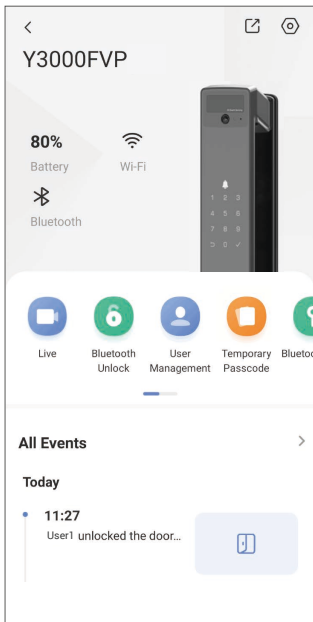 Y3000FVP
80%
Battery
Wi-Fi
Bluetooth
1 2 3
4 5 6
7 8 9
0
Live
Bluetooth
Unlock
User
Management
Temporary
Passcode
Bluetoo
All Events
Today
11:27
User1 unlocked the door...